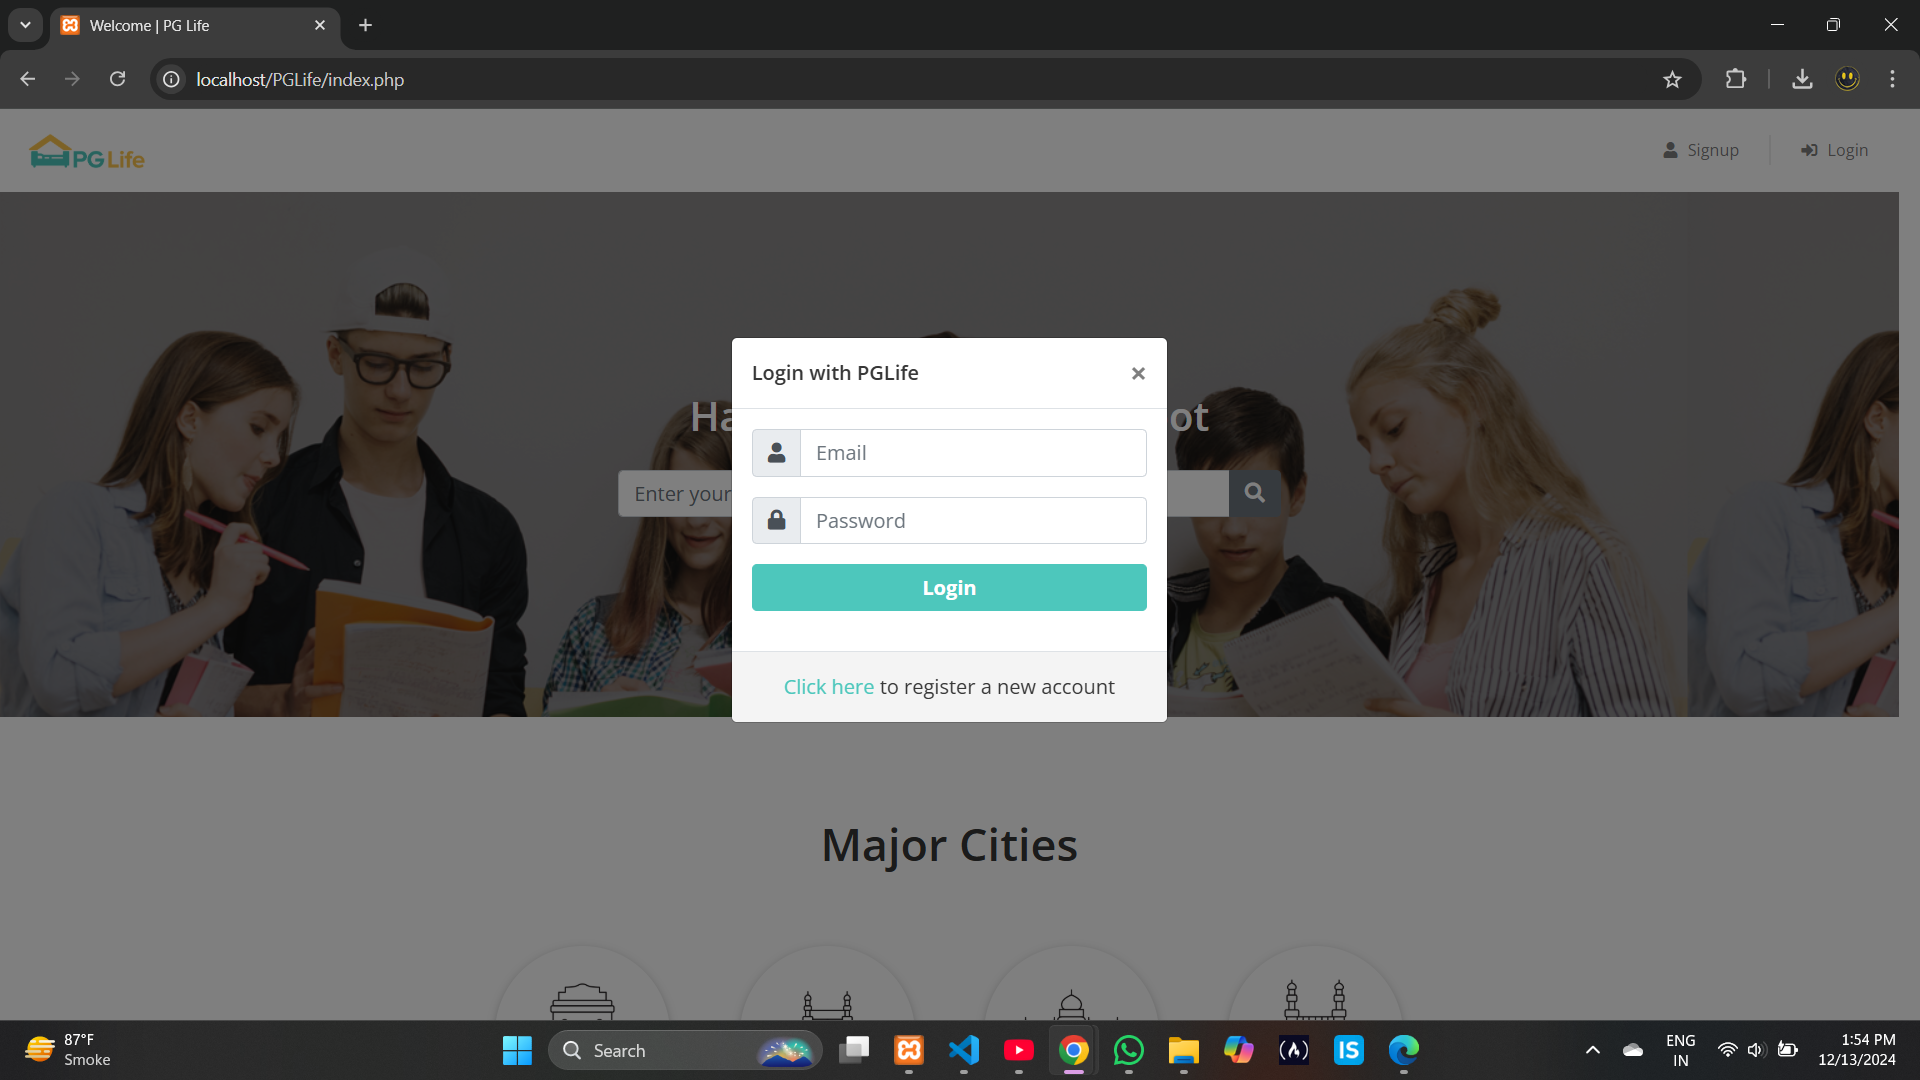 Welcome | PG Life
localhost/PGLife/index.php
PG Life
Signup
Login
Login with PGLife
Email
Enter your
Password
Login
Click here to register a new account
Major Cities
87°F
Smoke
Search
IS
ENG
IN
1:54 PM
12/13/2024